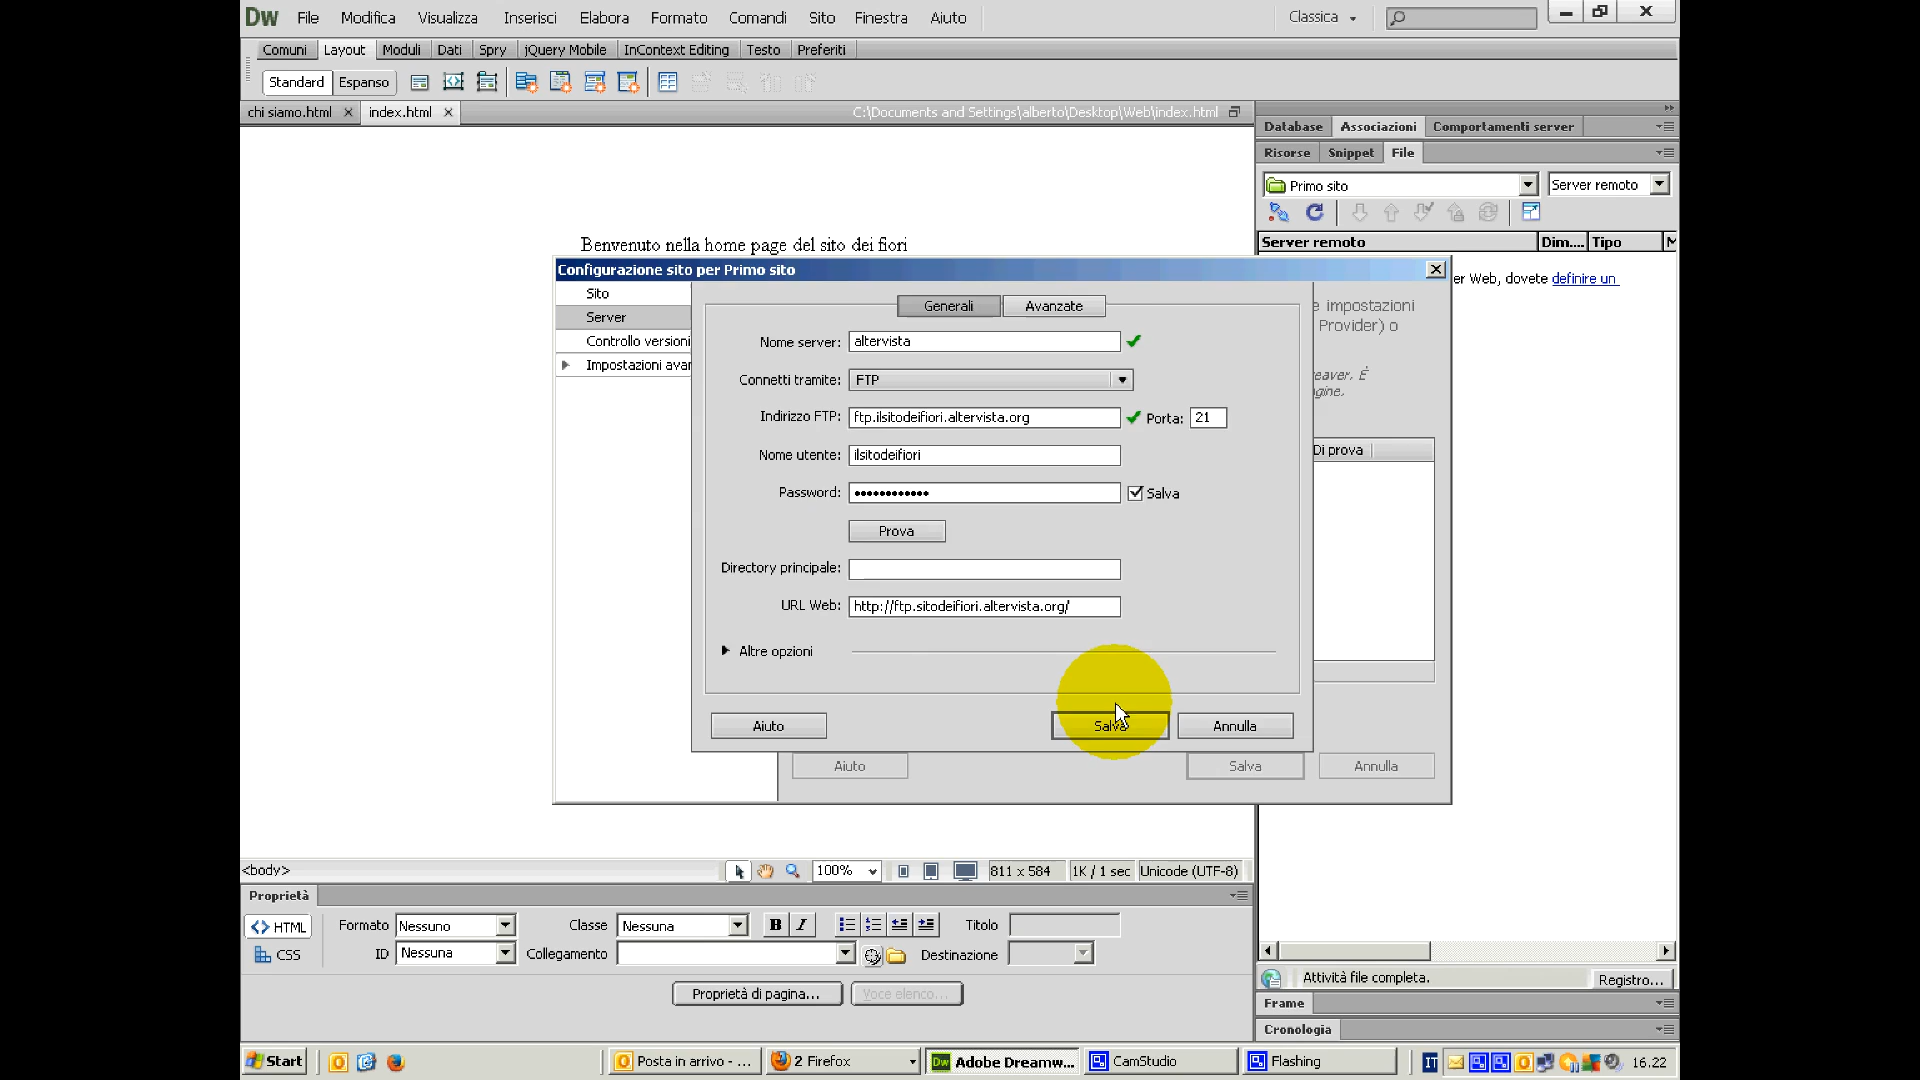 Dw File Modifica Visualizza Inserisci Elabora Formato Comandi Sito Finestra Aiuto Classica
Comuni Layout Moduli Dati Spry jQuery Mobile InContext Editing Testo Preferiti
Standard Espanso
chi siamo.html index.html C:\Documents and Settings\alberto\Desktop\Web\index.html
Database Associazioni Comportamenti server
Risorse Snippet File
Primo sito Server remoto
Server remoto Dim.... Tipo M
Benvenuto nella home page del sito dei fiori
er Web, dovete definire un
Configurazione sito per Primo sito
Sito
Server
Controllo versioni
Impostazioni avan
Generali Avanzate
e impostazioni
Provider) o
Nome server: altervista
Connetti tramite: FTP
eaver. È
gine.
Indirizzo FTP: ftp.ilsitodeifiori.altervista.org Porta: 21
Nome utente: ilsitodeifiori
Di prova
Password: •••••••••••• Salva
Prova
Directory principale:
URL Web: http://ftp.sitodeifiori.altervista.org/
Altre opzioni
Aiuto Salva Annulla
Aiuto Salva Annulla
<body> 100% 811 x 584 1K / 1 sec Unicode (UTF-8)
Proprietà
HTML Formato Nessuno Classe Nessuna B I Titolo
CSS ID Nessuna Collegamento Destinazione
Proprietà di pagina... Voce elenco...
Attività file completa. Registro...
Frame
Cronologia
Start Posta in arrivo - ... 2 Firefox Adobe Dreamw... CamStudio Flashing IT 16.22